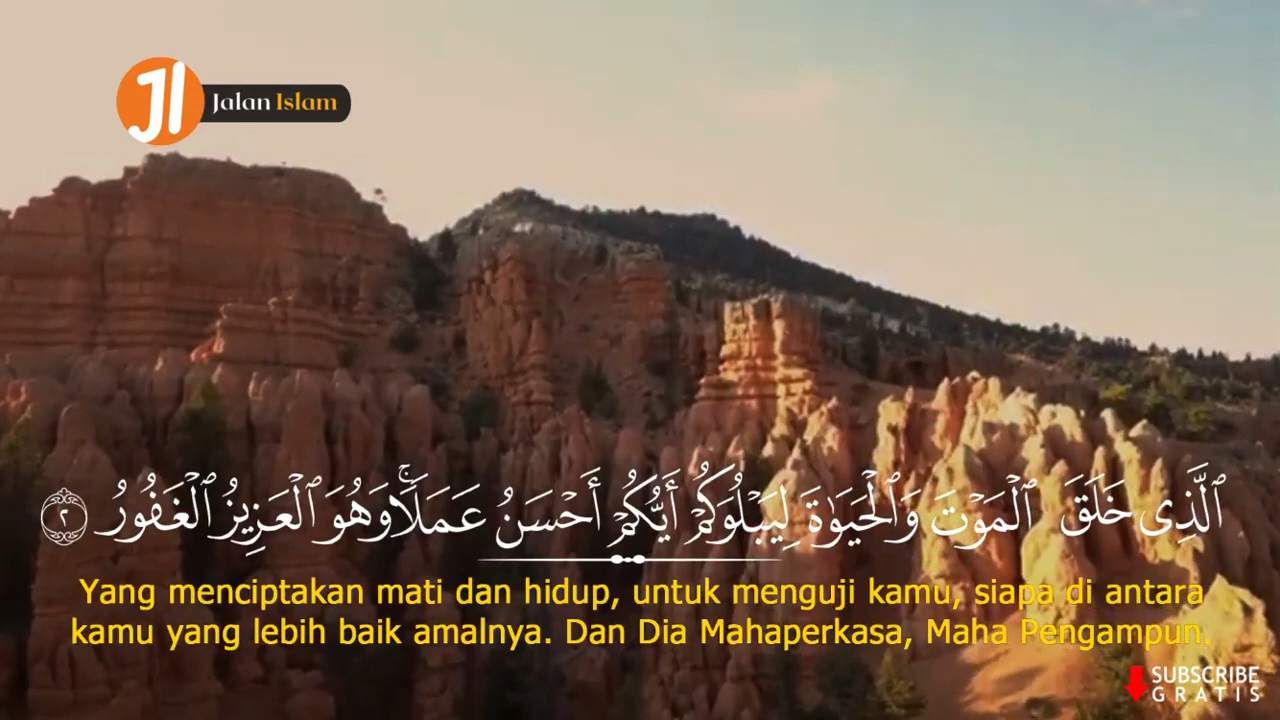 JI
Jalan Islam
ٱلَّذِى خَلَقَ ٱلْمَوْتَ وَٱلْحَيَوٰةَ لِيَبْلُوَكُمْ أَيُّكُمْ أَحْسَنُ عَمَلًا ۚ وَهُوَ ٱلْعَزِيزُ ٱلْغَفُورُ ٢
Yang menciptakan mati dan hidup, untuk menguji kamu, siapa di antara
kamu yang lebih baik amalnya. Dan Dia Mahaperkasa, Maha Pengampun.
SUBSCRIBE
GRATIS